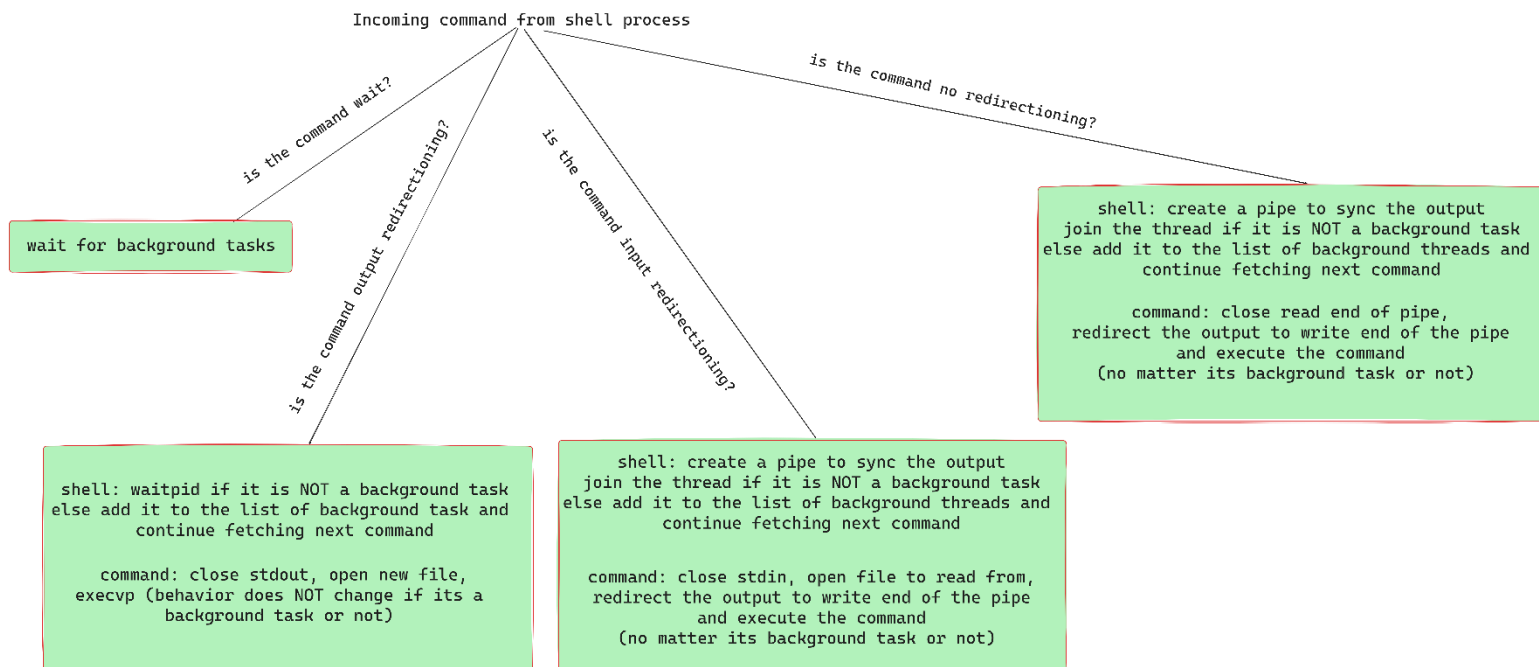 Incoming command from shell process
is the command wait?
is the command output redirectioning?
is the command input redirectioning?
is the command no redirectioning?
wait for background tasks
shell: waitpid if it is NOT a background task
else add it to the list of background task and
continue fetching next command
command: close stdout, open new file,
execvp (behavior does NOT change if its a
background task or not)
shell: create a pipe to sync the output
join the thread if it is NOT a background task
else add it to the list of background threads and
continue fetching next command
command: close stdin, open file to read from,
redirect the output to write end of the pipe
and execute the command
(no matter its background task or not)
shell: create a pipe to sync the output
join the thread if it is NOT a background task
else add it to the list of background threads and
continue fetching next command
command: close read end of pipe,
redirect the output to write end of the pipe
and execute the command
(no matter its background task or not)